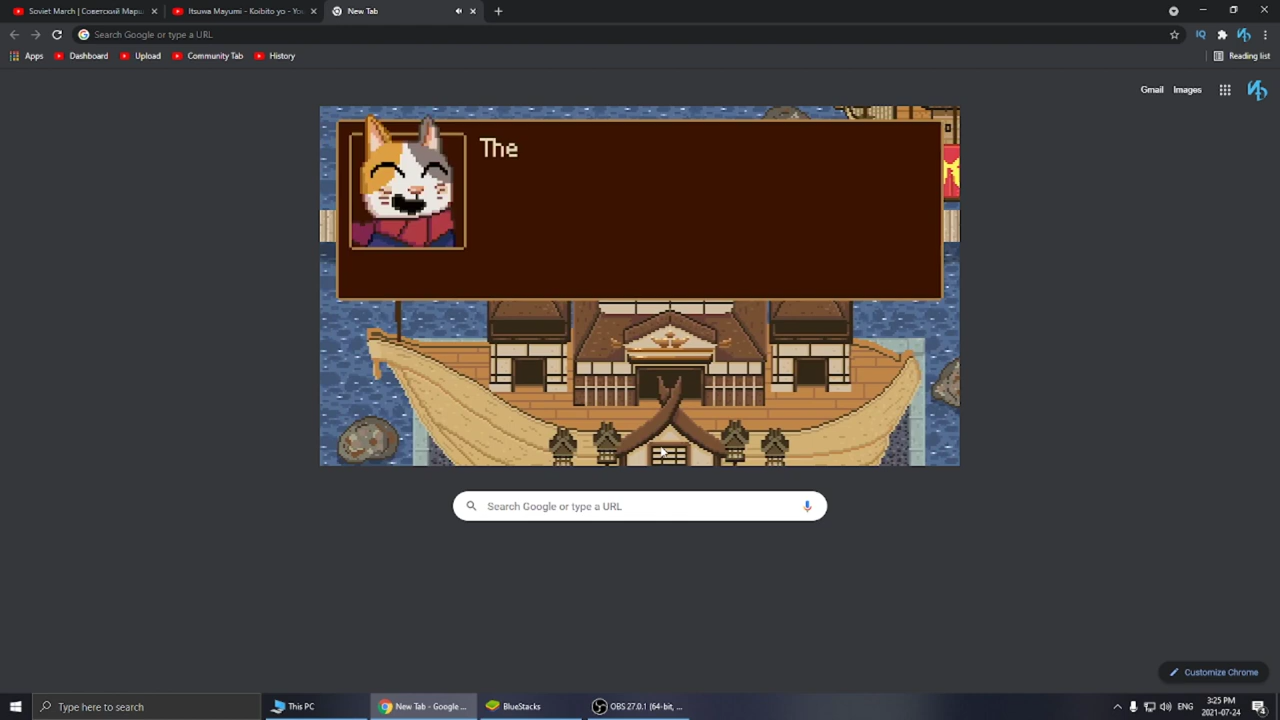 Soviet March | Советский Марш
Itsuwa Mayumi - Koibito yo - You
New Tab
Search Google or type a URL
Apps
Dashboard
Upload
Community Tab
History
Reading list
Gmail
Images
The
Search Google or type a URL
Customize Chrome
Type here to search
This PC
New Tab - Google ...
BlueStacks
OBS 27.0.1 (64-bit, ...
ENG
3:25 PM
2021-07-24